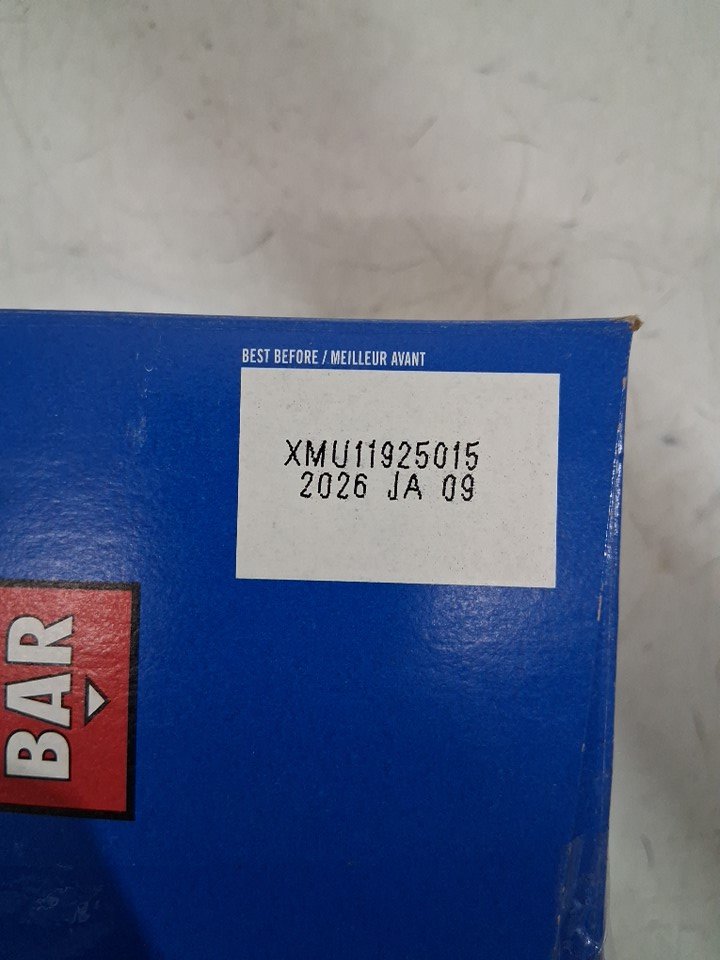 BEST BEFORE / MEILLEUR AVANT
XMU11925015
2026 JA 09
BAR